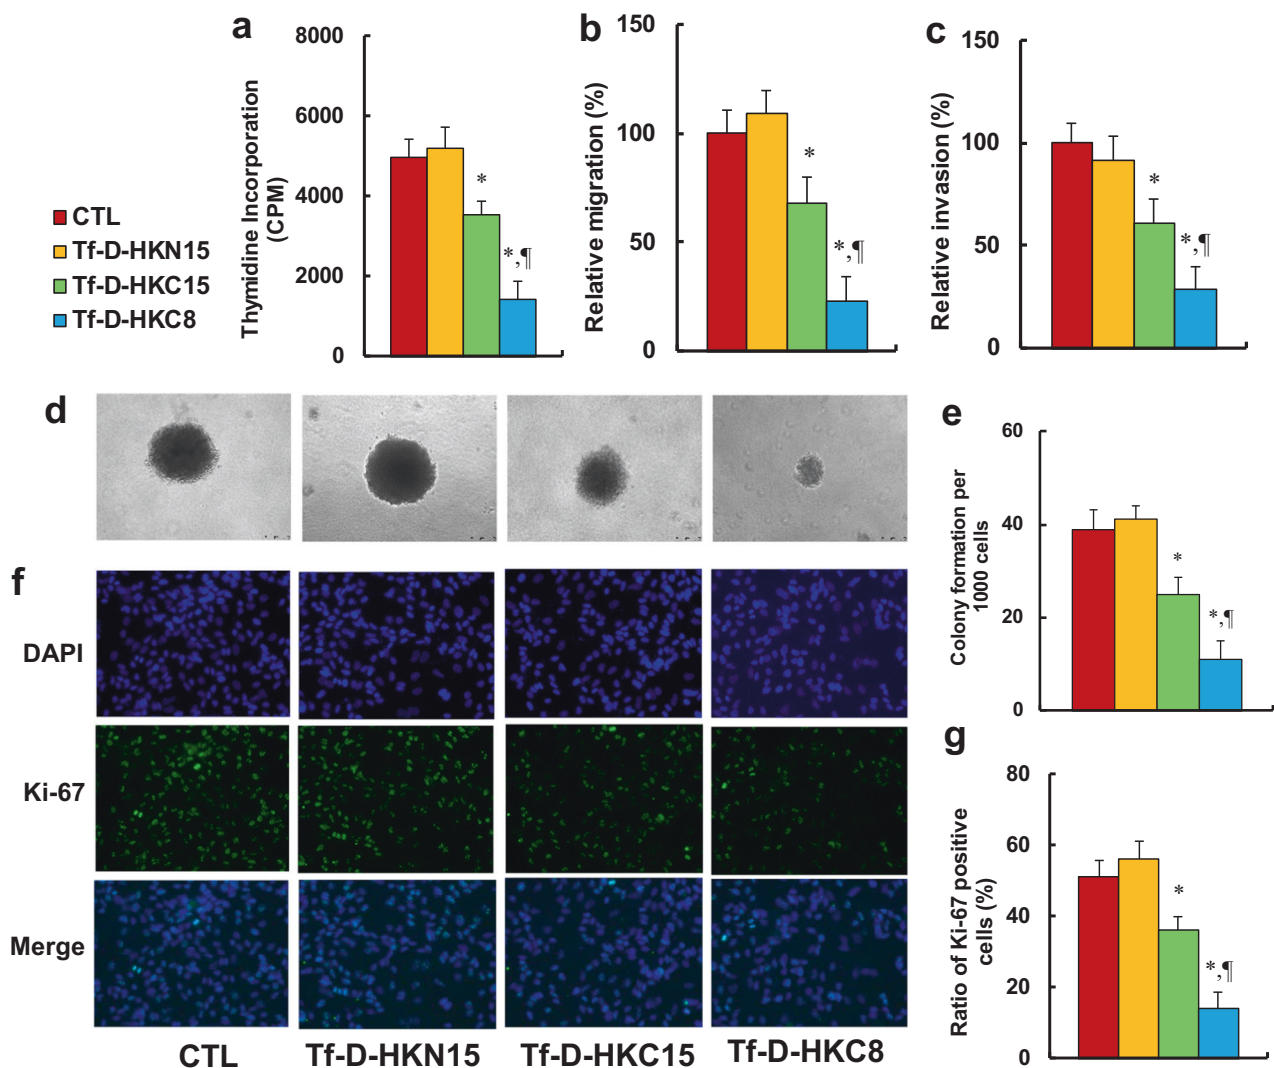 a
8000
6000
4000
2000
0
Thymidine Incorporation
(CPM)
*
*,¶
b
150
100
50
0
Relative migration (%)
*
*,¶
c
150
100
50
0
Relative invasion (%)
*
*,¶
CTL
Tf-D-HKN15
Tf-D-HKC15
Tf-D-HKC8
d
e
60
40
20
0
Colony formation per
1000 cells
*
*,¶
f
DAPI
Ki-67
Merge
CTL
Tf-D-HKN15
Tf-D-HKC15
Tf-D-HKC8
g
80
60
40
20
0
Ratio of Ki-67 positive
cells (%)
*
*,¶